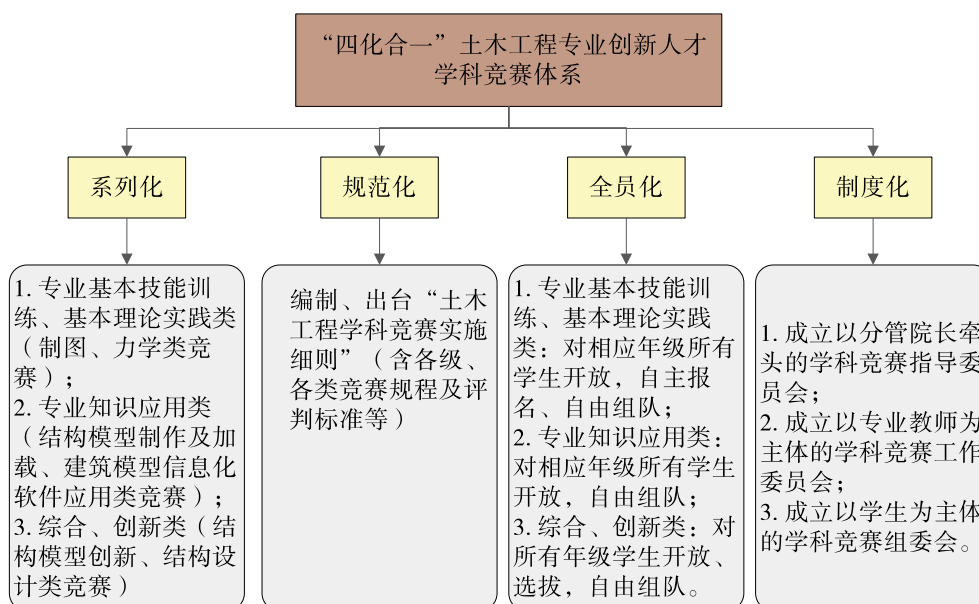 “四化合一”土木工程专业创新人才
学科竞赛体系
系列化
规范化
全员化
制度化
1. 专业基本技能训
练、基本理论实践类
（制图、力学类竞
赛）；
2. 专业知识应用类
（结构模型制作及加
载、建筑模型信息化
软件应用类竞赛）；
3. 综合、创新类（结
构模型创新、结构设
计类竞赛）
编制、出台“土木
工程学科竞赛实施
细则”（含各级、
各类竞赛规程及评
判标准等）
1. 专业基本技能训
练、基本理论实践
类：对相应年级所有
学生开放，自主报
名、自由组队；
2. 专业知识应用类：
对相应年级所有学生
开放，自由组队；
3. 综合、创新类：对
所有年级学生开放、
选拔，自由组队。
1. 成立以分管院长牵
头的学科竞赛指导委
员会；
2. 成立以专业教师为
主体的学科竞赛工作
委员会；
3. 成立以学生为主体
的学科竞赛组委会。